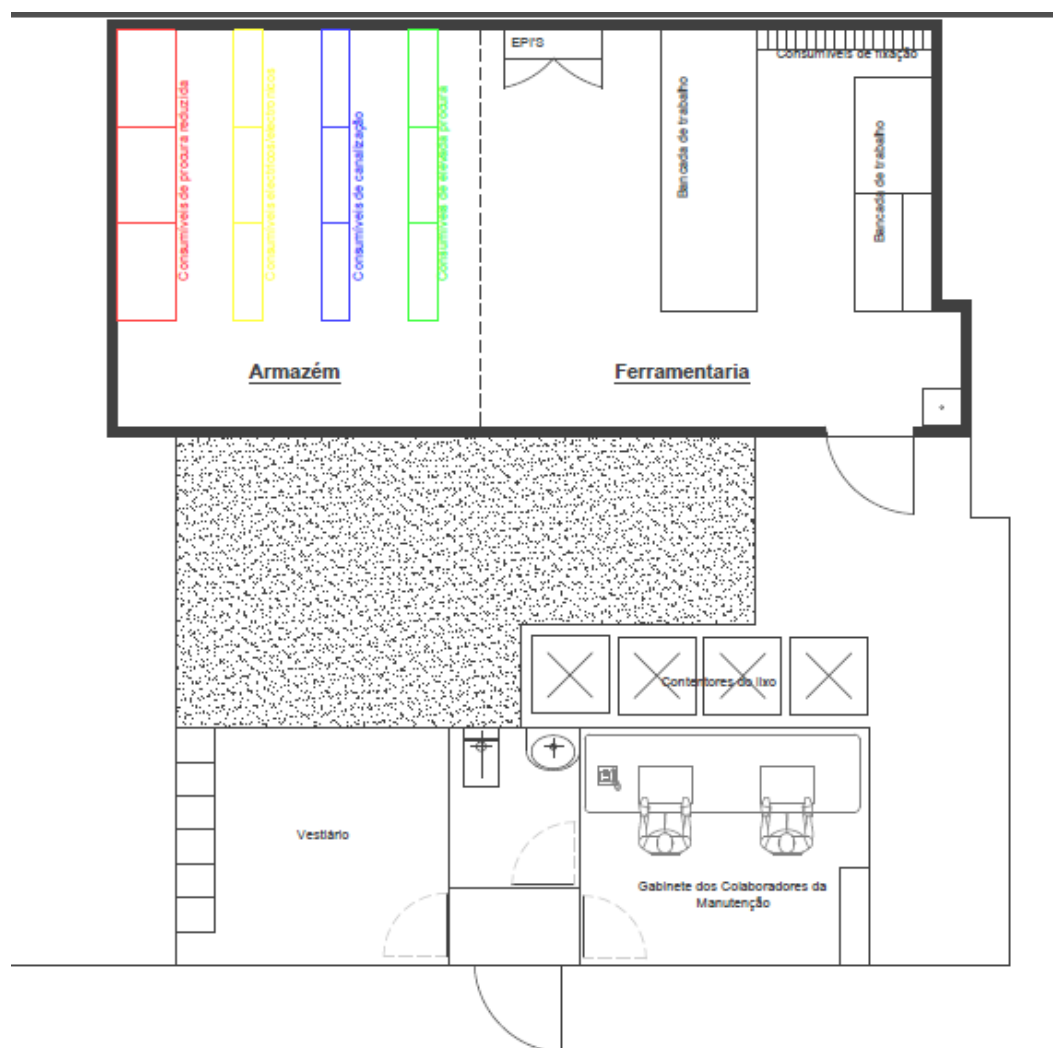 EPI'S
Consumíveis de fixação
Consumíveis de procura reduzida
Consumíveis electricos/electronicos
Consumíveis de canalização
Consumíveis de elevada procura
Bancada de trabalho
Bancada de trabalho
Armazém
Ferramentaria
Contentores do lixo
Vestiário
Gabinete dos Colaboradores da
Manutenção